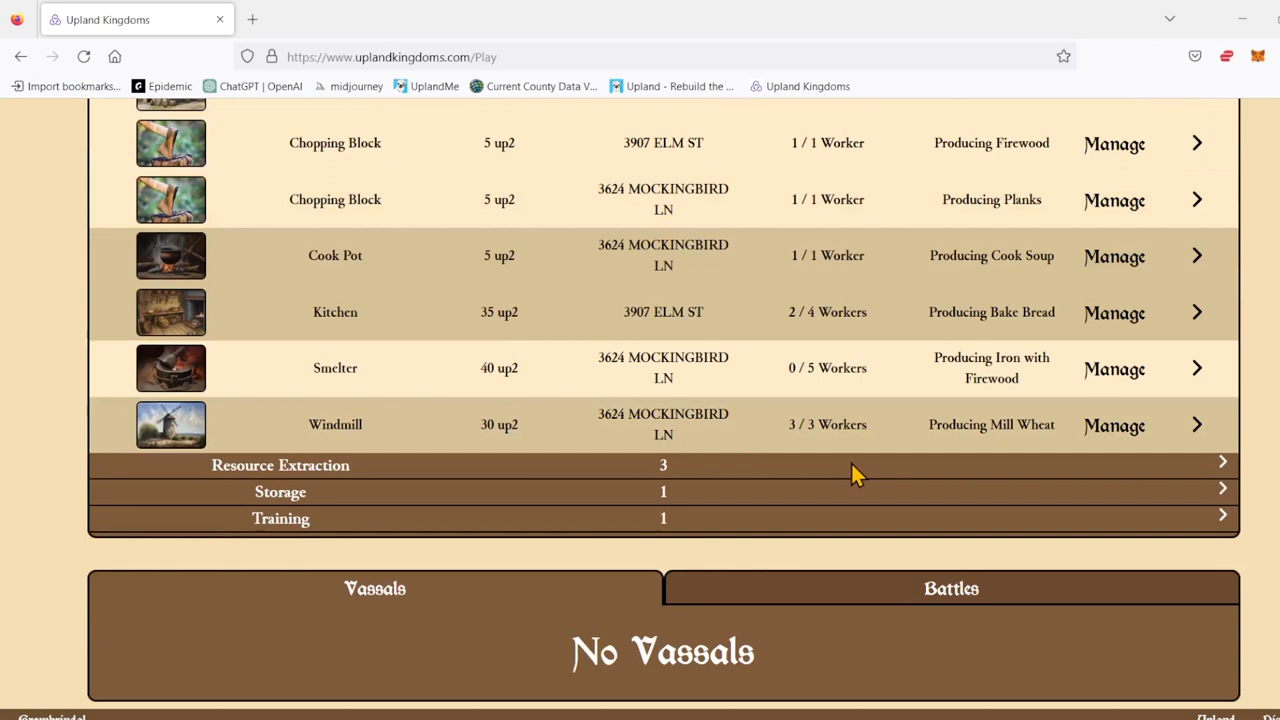 Upland Kingdoms
https://www.uplandkingdoms.com/Play
Import bookmarks... Epidemic ChatGPT | OpenAI midjourney UplandMe Current County Data V... Upland - Rebuild the ... Upland Kingdoms
Chopping Block 5 up2 3907 ELM ST 1 / 1 Worker Producing Firewood Manage
Chopping Block 5 up2 3624 MOCKINGBIRD LN 1 / 1 Worker Producing Planks Manage
Cook Pot 5 up2 3624 MOCKINGBIRD LN 1 / 1 Worker Producing Cook Soup Manage
Kitchen 35 up2 3907 ELM ST 2 / 4 Workers Producing Bake Bread Manage
Smelter 40 up2 3624 MOCKINGBIRD LN 0 / 5 Workers Producing Iron with Firewood Manage
Windmill 30 up2 3624 MOCKINGBIRD LN 3 / 3 Workers Producing Mill Wheat Manage
Resource Extraction 3
Storage 1
Training 1
Vassals Battles
No Vassals